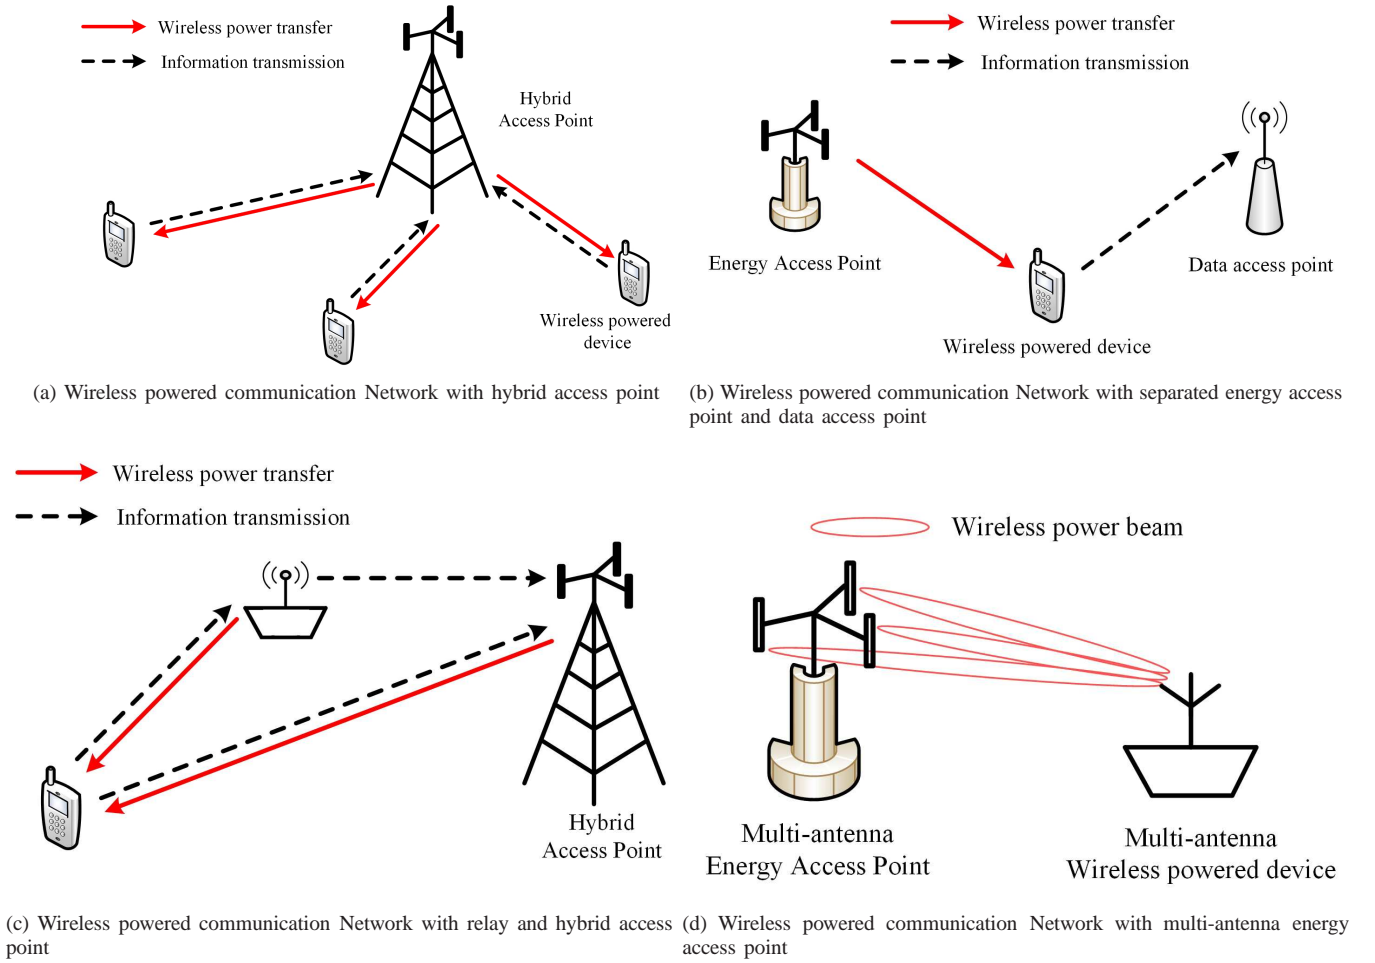 Wireless power transfer
Information transmission
Hybrid
Access Point
Wireless powered
device
(a) Wireless powered communication Network with hybrid access point
Wireless power transfer
Information transmission
Energy Access Point
Data access point
Wireless powered device
(b) Wireless powered communication Network with separated energy access
point and data access point
Wireless power transfer
Information transmission
Hybrid
Access Point
(c) Wireless powered communication Network with relay and hybrid access
point
Wireless power beam
Multi-antenna
Energy Access Point
Multi-antenna
Wireless powered device
(d) Wireless powered communication Network with multi-antenna energy
access point